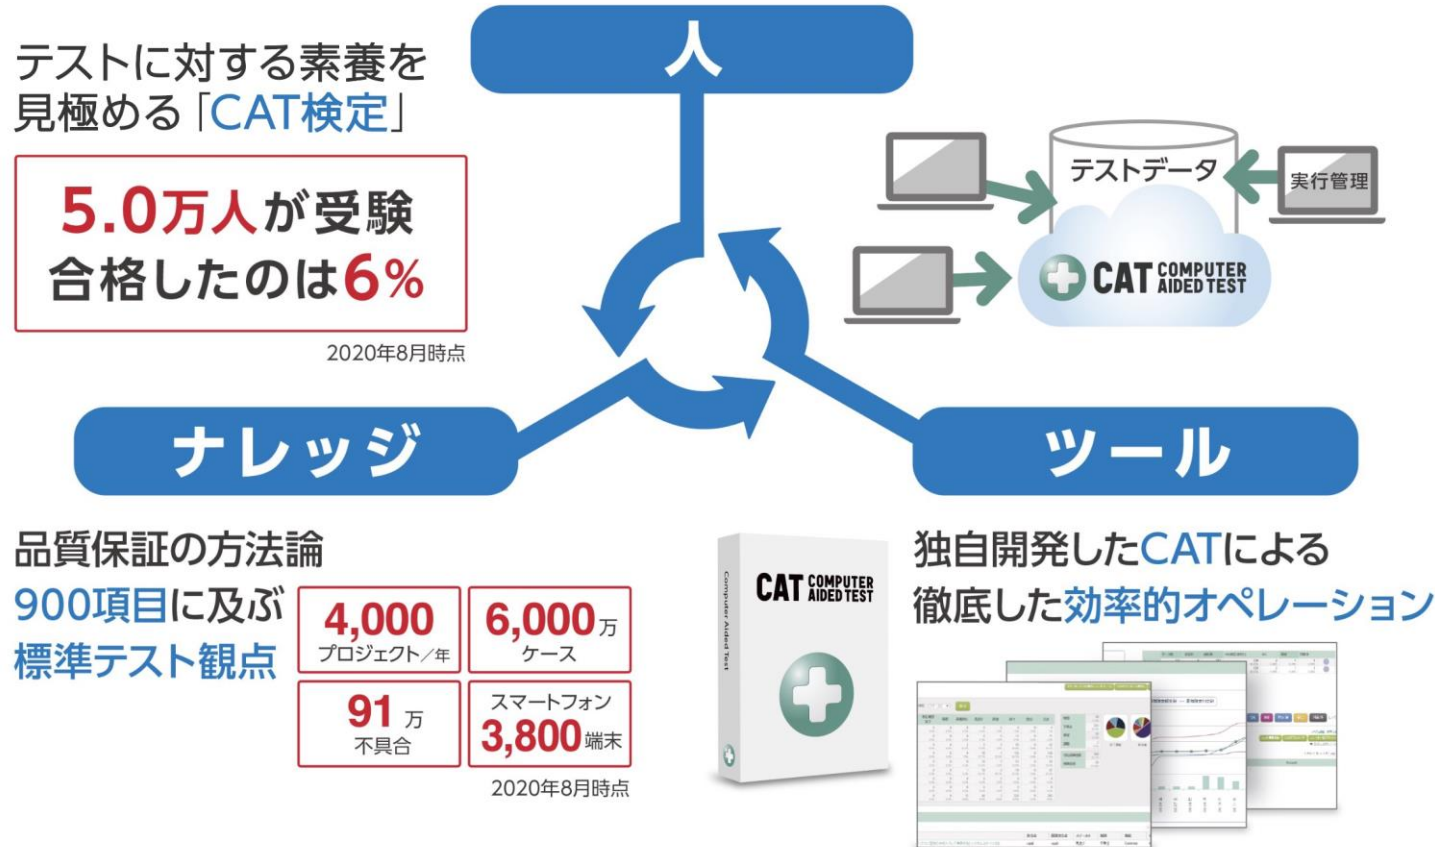 人
テストに対する素養を
見極める「CAT検定」
5.0万人が受験
合格したのは6%
2020年8月時点
テストデータ
実行管理
CAT COMPUTER
AIDED TEST
ナレッジ
ツール
品質保証の方法論
900項目に及ぶ
標準テスト観点
4,000
プロジェクト/年
6,000万
ケース
91万
不具合
スマートフォン
3,800端末
2020年8月時点
Computer Aided Test
CAT COMPUTER
AIDED TEST
独自開発したCATによる
徹底した効率的オペレーション